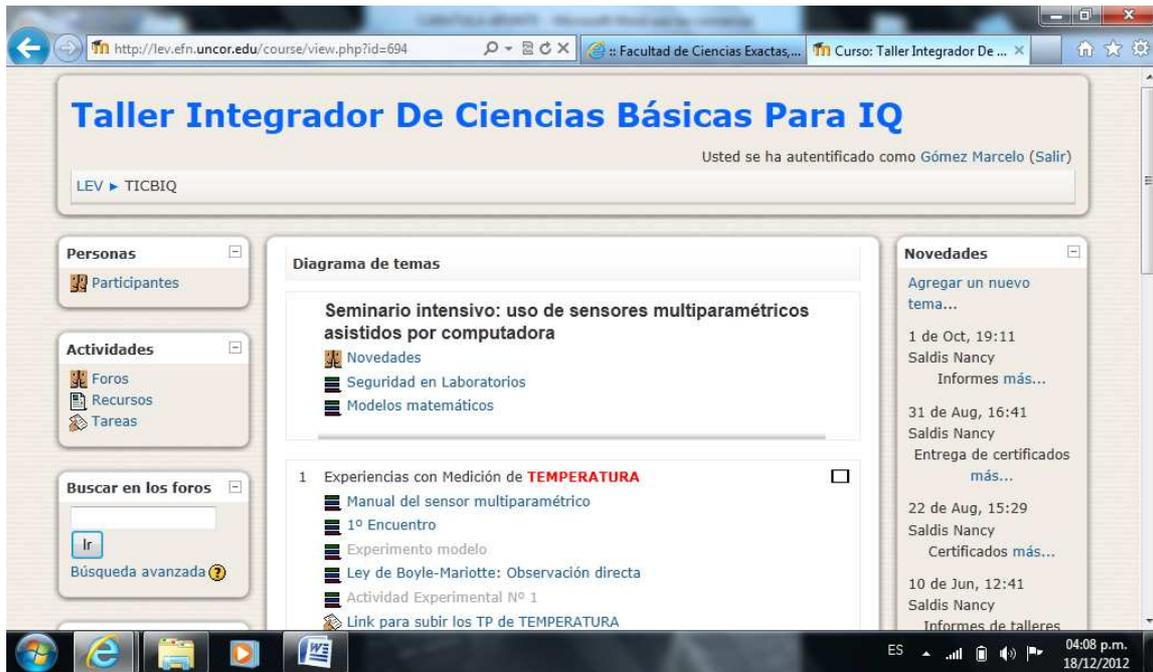 http://lev.efn.uncor.edu/course/view.php?id=694
:: Facultad de Ciencias Exactas,...
Curso: Taller Integrador De ...
Taller Integrador De Ciencias Básicas Para IQ
Usted se ha autentificado como Gómez Marcelo (Salir)
LEV ► TICBIQ
Personas
Participantes
Actividades
Foros
Recursos
Tareas
Buscar en los foros
Ir
Búsqueda avanzada
Diagrama de temas
Seminario intensivo: uso de sensores multiparamétricos
asistidos por computadora
Novedades
Seguridad en Laboratorios
Modelos matemáticos
1 Experiencias con Medición de TEMPERATURA
Manual del sensor multiparamétrico
1º Encuentro
Experimento modelo
Ley de Boyle-Mariotte: Observación directa
Actividad Experimental Nº 1
Link para subir los TP de TEMPERATURA
Novedades
Agregar un nuevo
tema...
1 de Oct, 19:11
Saldis Nancy
Informes más...
31 de Aug, 16:41
Saldis Nancy
Entrega de certificados
más...
22 de Aug, 15:29
Saldis Nancy
Certificados más...
10 de Jun, 12:41
Saldis Nancy
Informes de talleres
ES
04:08 p.m.
18/12/2012